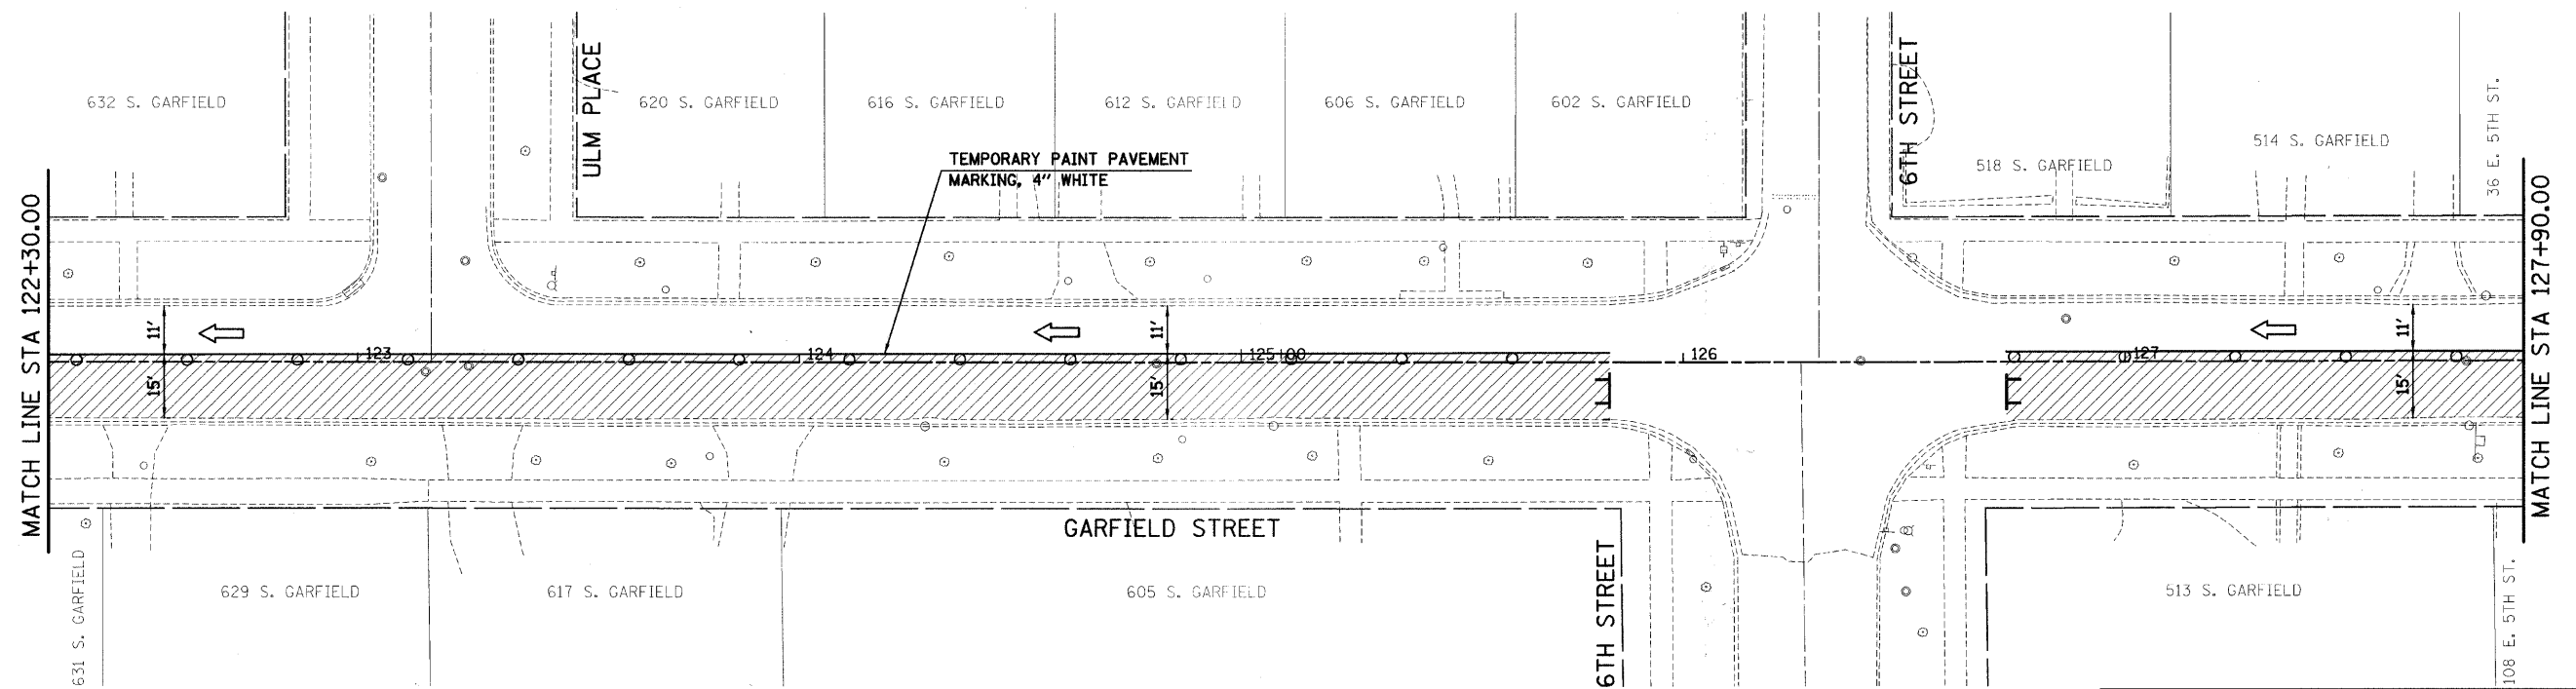 ULM PLACE
6TH STREET
632 S. GARFIELD
620 S. GARFIELD
616 S. GARFIELD
612 S. GARFIELD
606 S. GARFIELD
602 S. GARFIELD
518 S. GARFIELD
514 S. GARFIELD
36 E. 5TH ST.
TEMPORARY PAINT PAVEMENT
MARKING, 4" WHITE
MATCH LINE STA 122+30.00
MATCH LINE STA 127+90.00
11'
11'
11'
123
124
125+00
126
127
15'
15'
15'
GARFIELD STREET
6TH STREET
631 S. GARFIELD
629 S. GARFIELD
617 S. GARFIELD
605 S. GARFIELD
513 S. GARFIELD
108 E. 5TH ST.